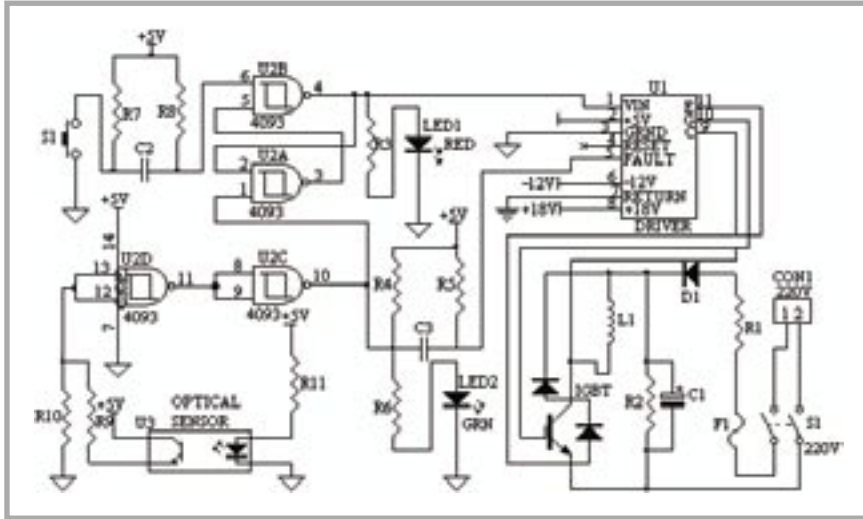 +5V
R7
R8
S1
C2
6
5
U2B
4
4093
2
1
U2A
3
4093
R3
LED1
RED
U1
1
2
3
4
5
6
7
8
VIN
+5V
GRND
RESET
FAULT
-12V
RETURN
+18V
11
10
9
C
-12V
+18V
DRIVER
+5V
14
13
12
7
U2D
11
4093
8
9
U2C
10
4093
+5V
R11
R10
R9
+5V
U3
OPTICAL
SENSOR
+5V
R4
R5
C3
R6
LED2
GRN
D1
L1
IGBT
R2
C1
R1
F1
CON1
220V
1 2
S1
220V